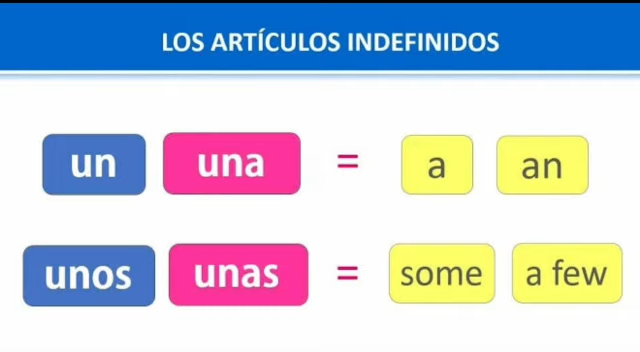 LOS ARTÍCULOS INDEFINIDOS
un una = a an
unos unas = some a few